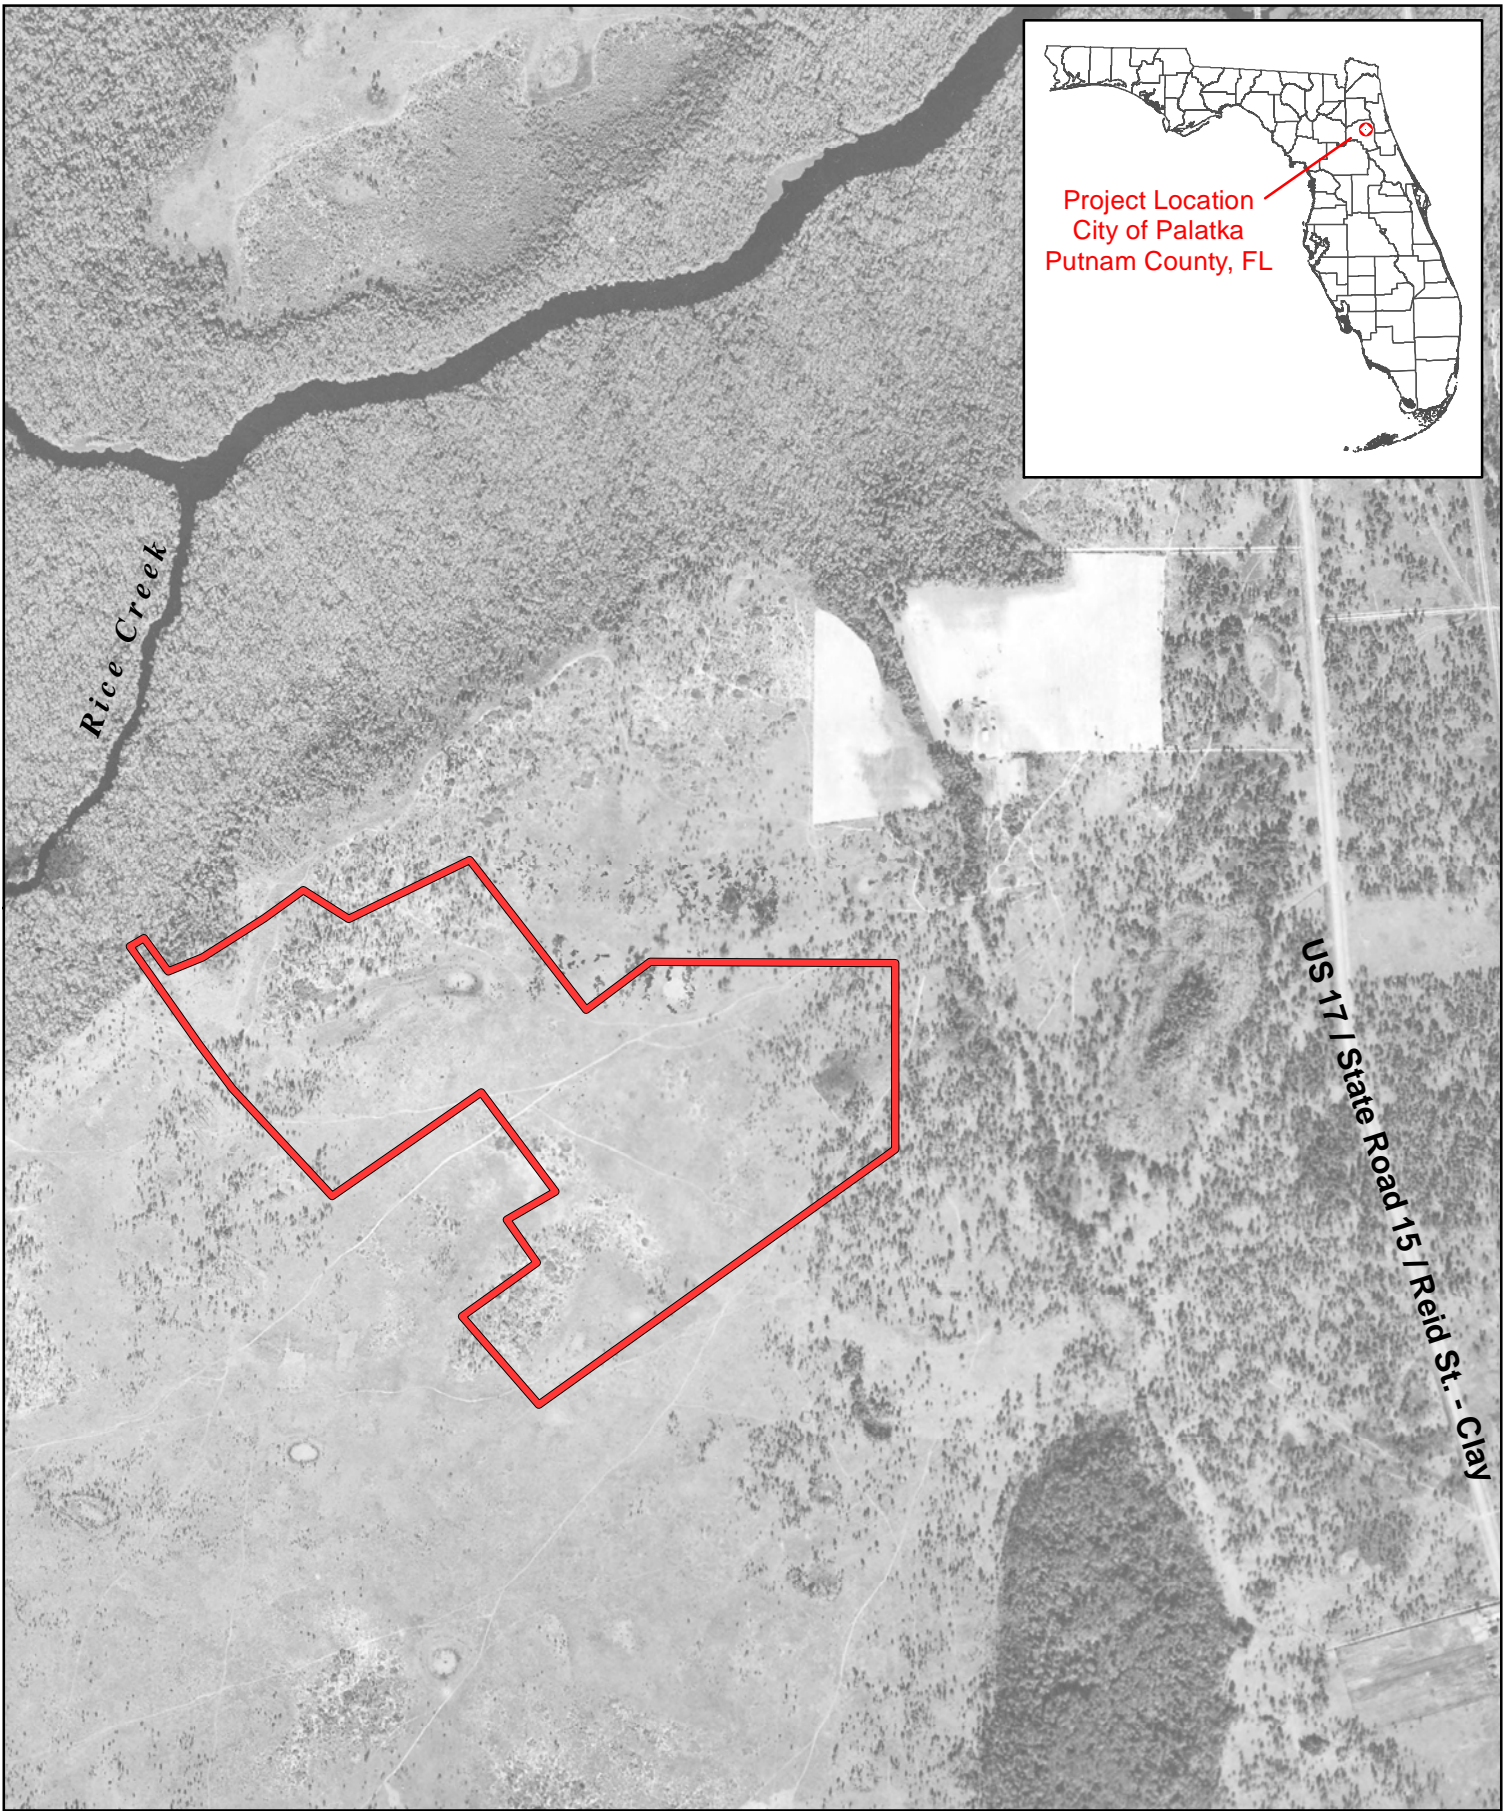 Project Location
City of Palatka
Putnam County, FL
Rice Creek
US 17 / State Road 15 / Reid St. - Clay